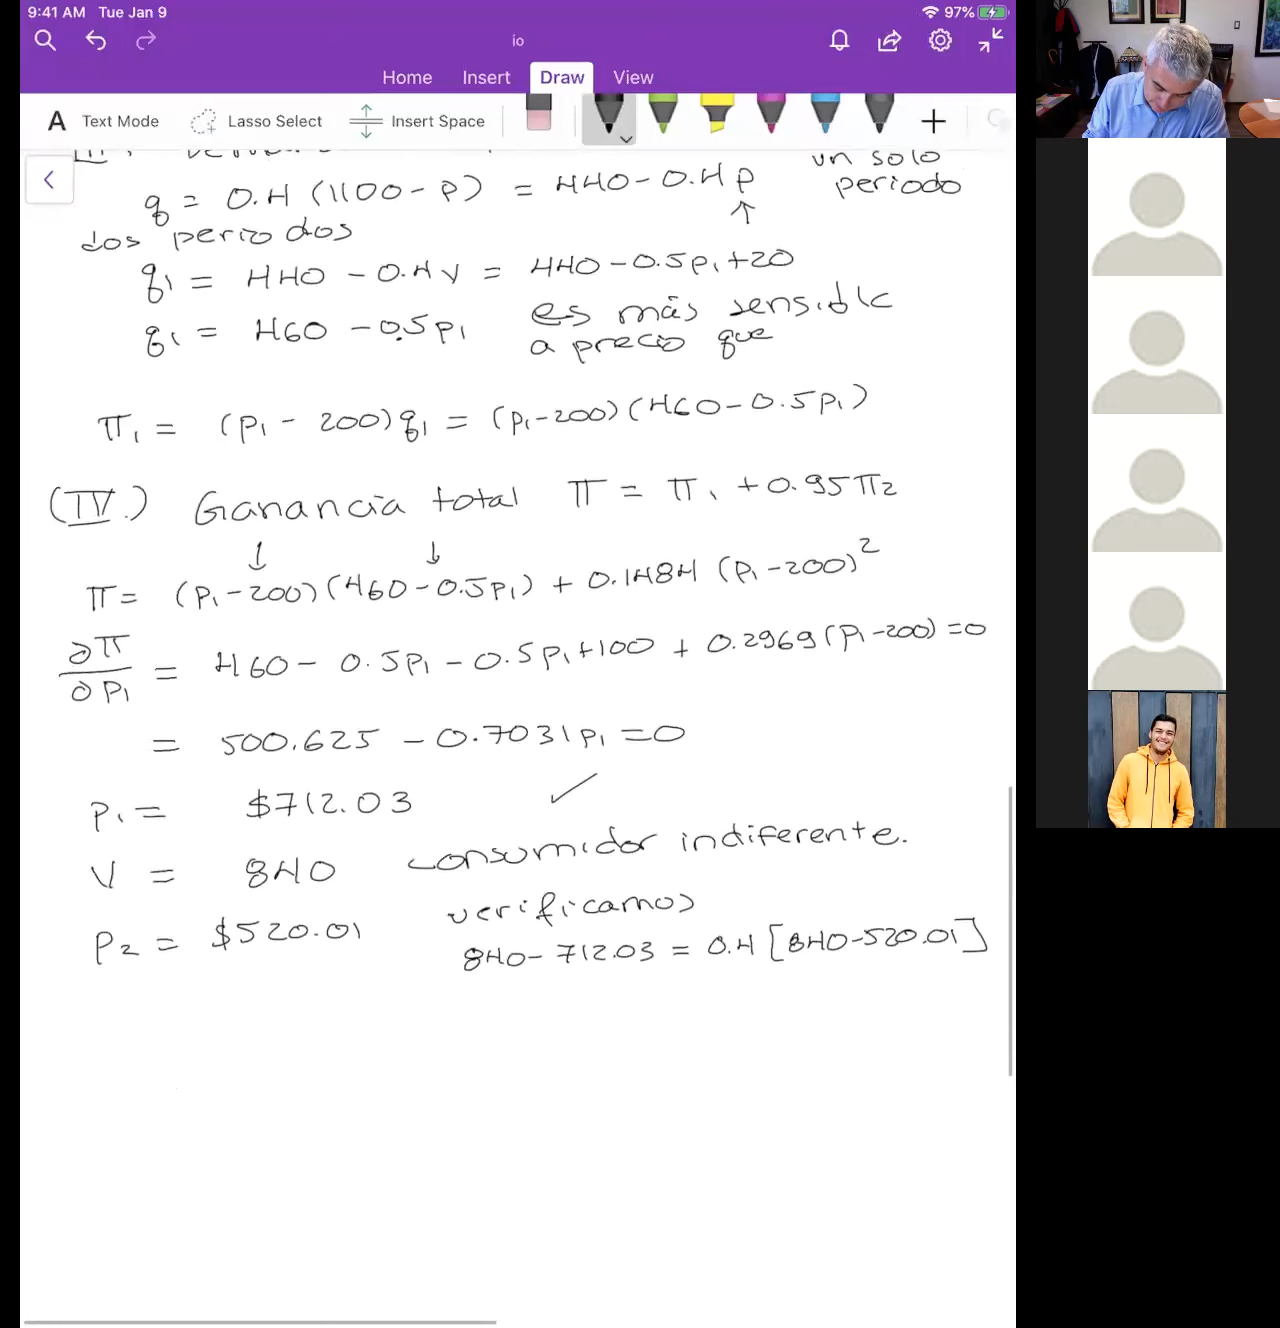 9:41 AM Tue Jan 9
97%
io
Home Insert Draw View
A Text Mode Lasso Select Insert Space
un solo
periodo
q = 0.4 (1100 - p) = 440 - 0.4p
dos periodos
q1 = 440 - 0.4V = 440 - 0.5p1 + 20
q1 = 460 - 0.5p1 es más sensible
a precio que
π1 = (p1 - 200)q1 = (p1 - 200)(460 - 0.5p1)
(IV.) Ganancia total π = π1 + 0.95π2
↓ ↓
π = (p1 - 200)(460 - 0.5p1) + 0.1484 (p1 - 200)²
∂π/∂p1 = 460 - 0.5p1 - 0.5p1 + 100 + 0.2969(p1 - 200) = 0
= 500.625 - 0.7031p1 = 0
p1 = $712.03 ✓
V = 840 consumidor indiferente.
p2 = $520.01 verificamos
840 - 712.03 = 0.4 [840 - 520.01]